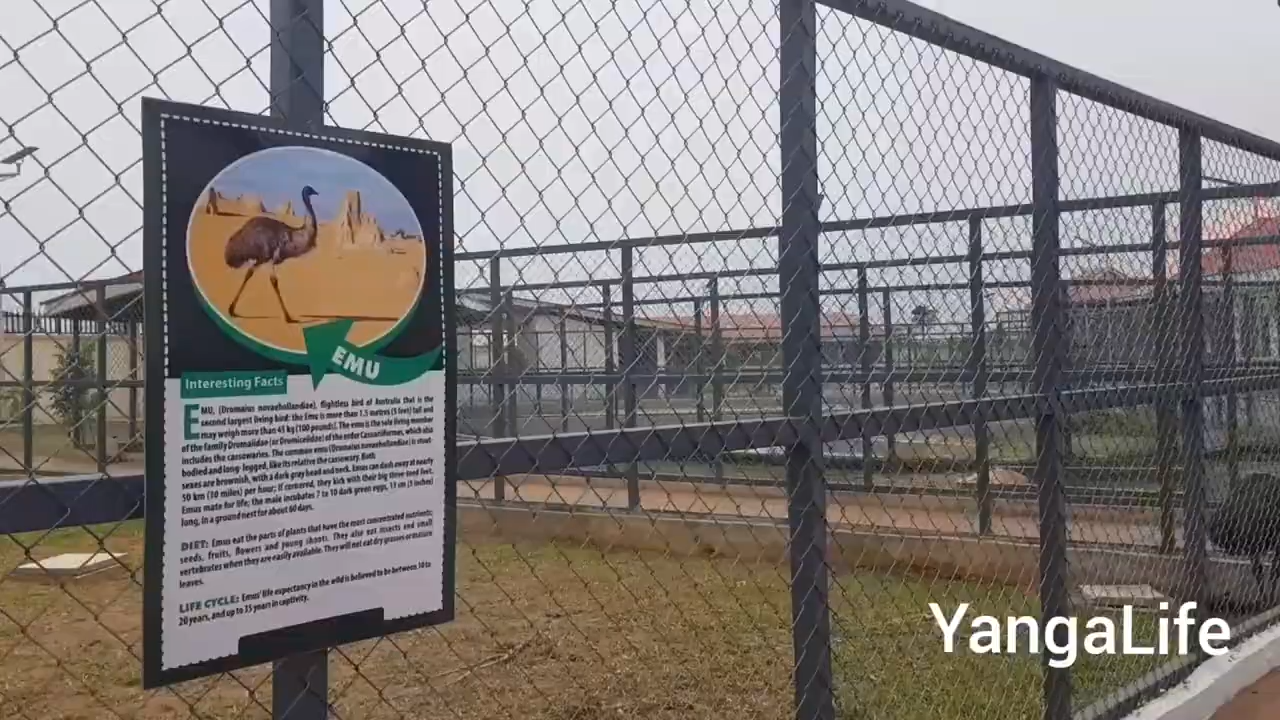 EMU
Interesting Facts
EMU, (Dromaius novaehollandiae), flightless bird of Australia that is the
second largest living bird: the Emu is more than 1.5 metres (5 feet) tall and
may weigh more than 45 kg (100 pounds). The emu is the sole living member
of the family Dromaiidae (or Dromiceiidae) of the order Casuariiformes, which also
includes the cassowaries. The common emu (Dromaius novaehollandiae) is stout-
bodied and long-legged, like its relative the cassowary. Both
sexes are brownish, with a dark gray head and neck. Emus can dash away at nearly
50 km (30 miles) per hour; if cornered, they kick with their big three-toed feet.
Emus mate for life; the male incubates 7 to 10 dark green eggs, 13 cm (5 inches)
long, in a ground nest for about 60 days.
DIET: Emus eat the parts of plants that have the most concentrated nutrients:
seeds, fruits, flowers and young shoots. They also eat insects and small
vertebrates when they are easily available. They will not eat dry grasses or mature
leaves.
LIFE CYCLE: Emus' life expectancy in the wild is believed to be between 10 to
20 years, and up to 35 years in captivity.
YangaLife